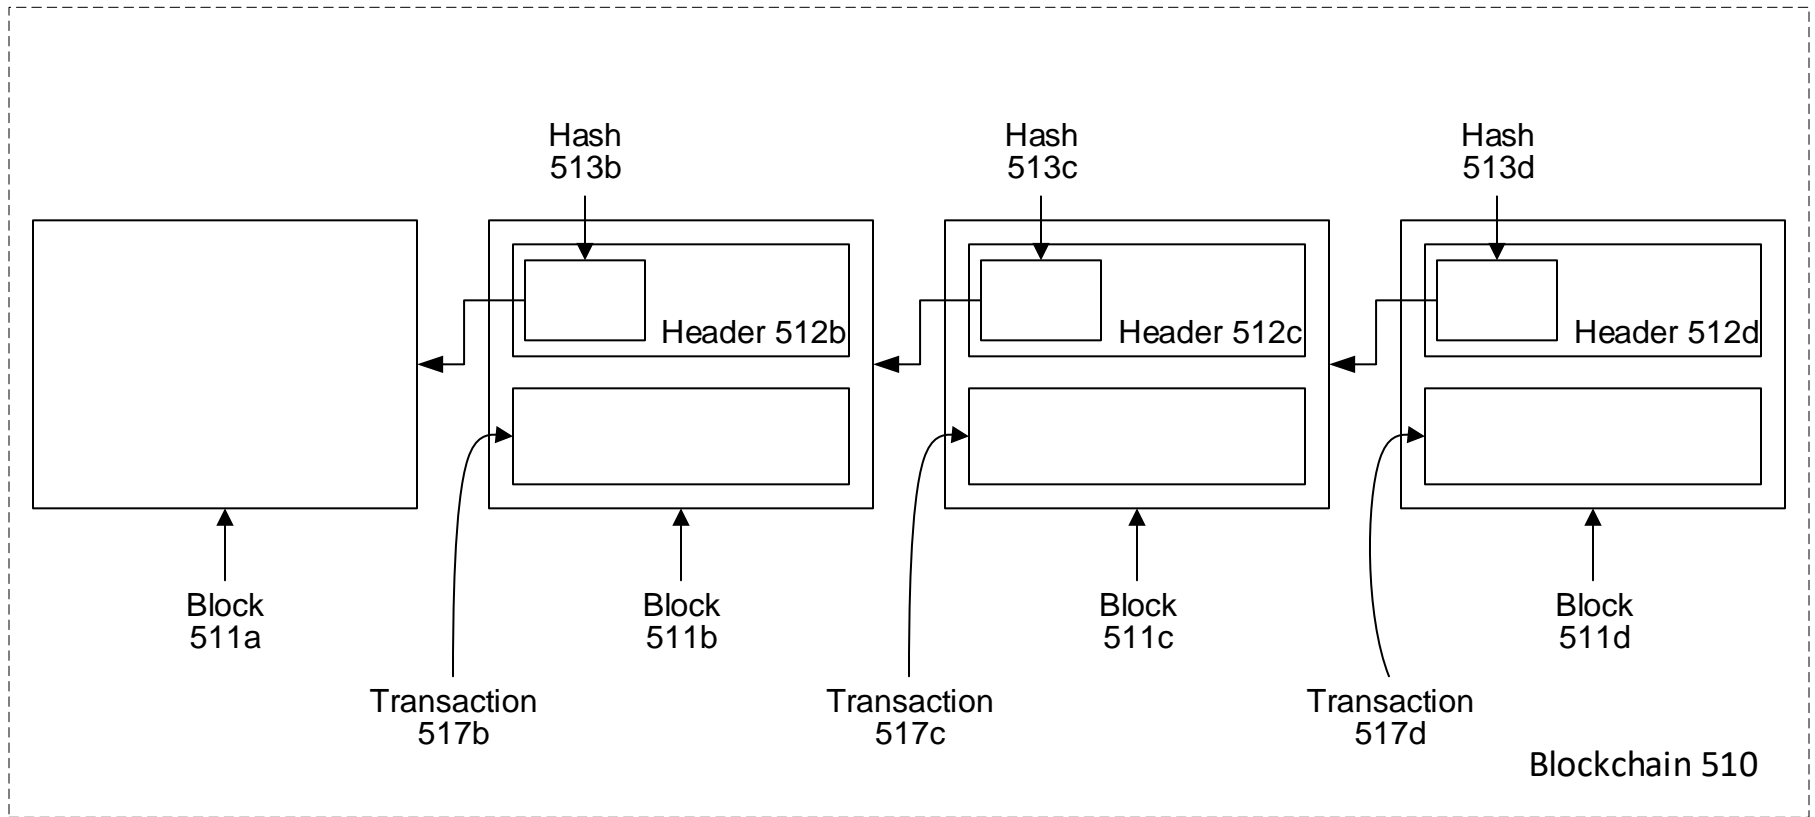 Hash
513b
Hash
513c
Hash
513d
Header 512b
Header 512c
Header 512d
Block
511a
Block
511b
Block
511c
Block
511d
Transaction
517b
Transaction
517c
Transaction
517d
Blockchain 510